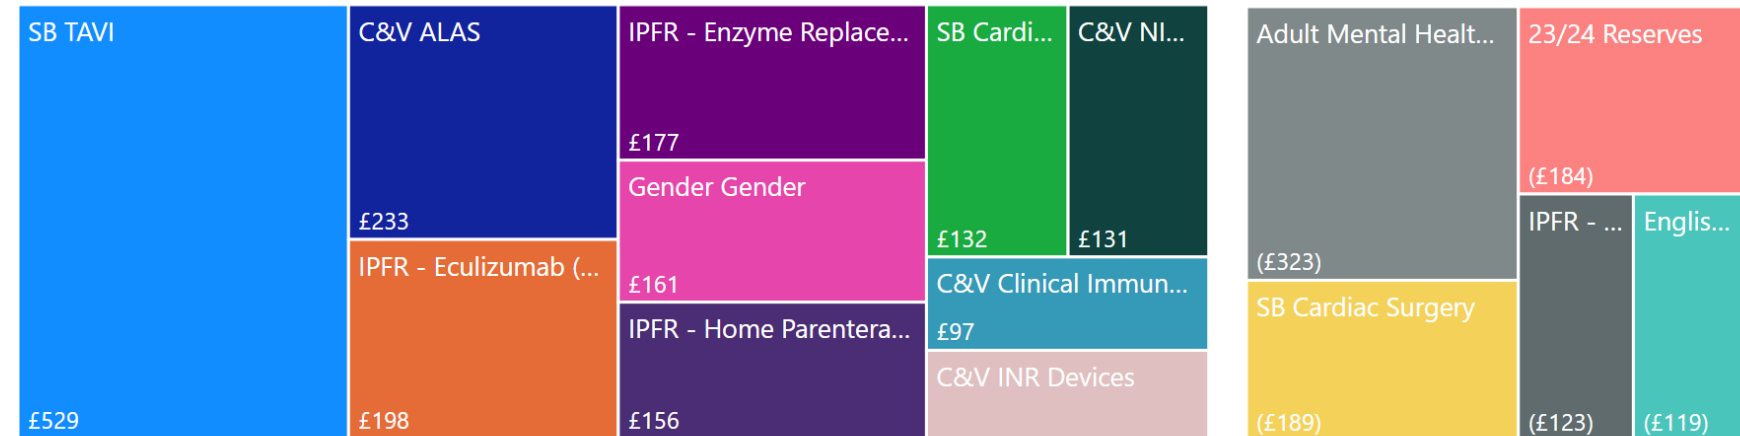 SB TAVI
£529
C&V ALAS
£233
IPFR - Eculizumab (...
£198
IPFR - Enzyme Replace...
£177
Gender Gender
£161
IPFR - Home Parentera...
£156
SB Cardi...
£132
C&V NI...
£131
C&V Clinical Immun...
£97
C&V INR Devices
Adult Mental Healt...
(£323)
SB Cardiac Surgery
(£189)
23/24 Reserves
(£184)
IPFR - ...
(£123)
Englis...
(£119)